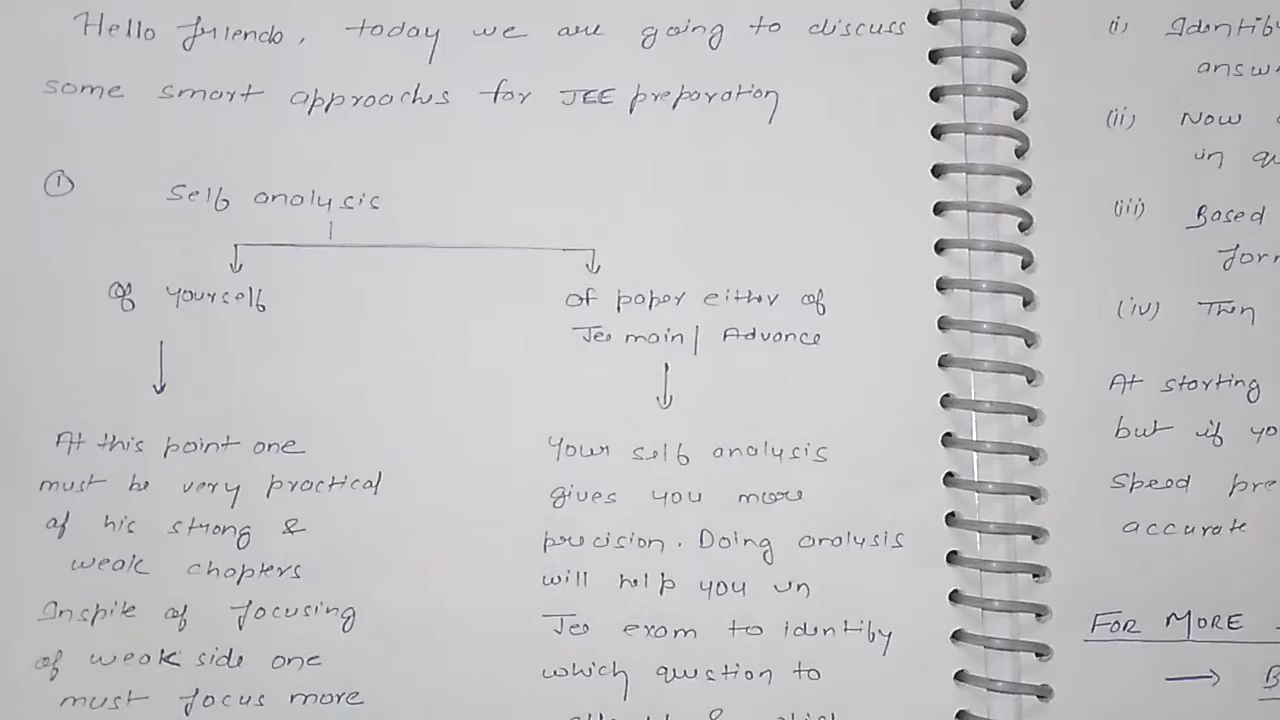 Hello friends, today we are going to discuss
some smart approachs for JEE preparation
① Self analysis
of yourself
At this point one
must be very practical
of his strong &
weak chapters
Inspite of focusing
of weak side one
must focus more
of paper either of
Jee main/ Advance
Your self analysis
gives you more
precision. Doing analysis
will help you in
Jee exam to identify
which question to
(i) Identify
answ
(ii) Now
in qu
(iii) Based
form
(iv) Then
At starting
but if yo
Speed pre
accurate
FOR MORE
→ B